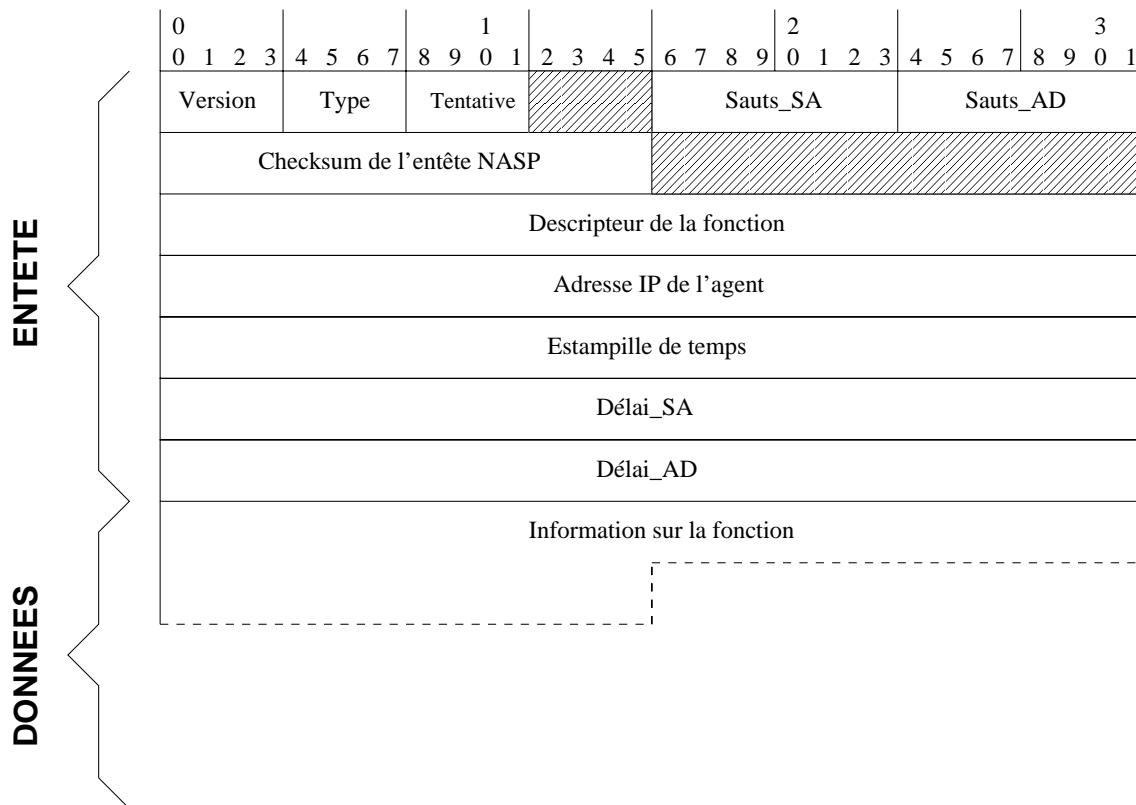 0 1 2 3
0 1 2 3 4 5 6 7 8 9 0 1 2 3 4 5 6 7 8 9 0 1 2 3 4 5 6 7 8 9 0 1
Version Type Tentative Sauts_SA Sauts_AD
Checksum de l’entête NASP
Descripteur de la fonction
ENTETE
Adresse IP de l’agent
Estampille de temps
Délai_SA
Délai_AD
Information sur la fonction
DONNEES